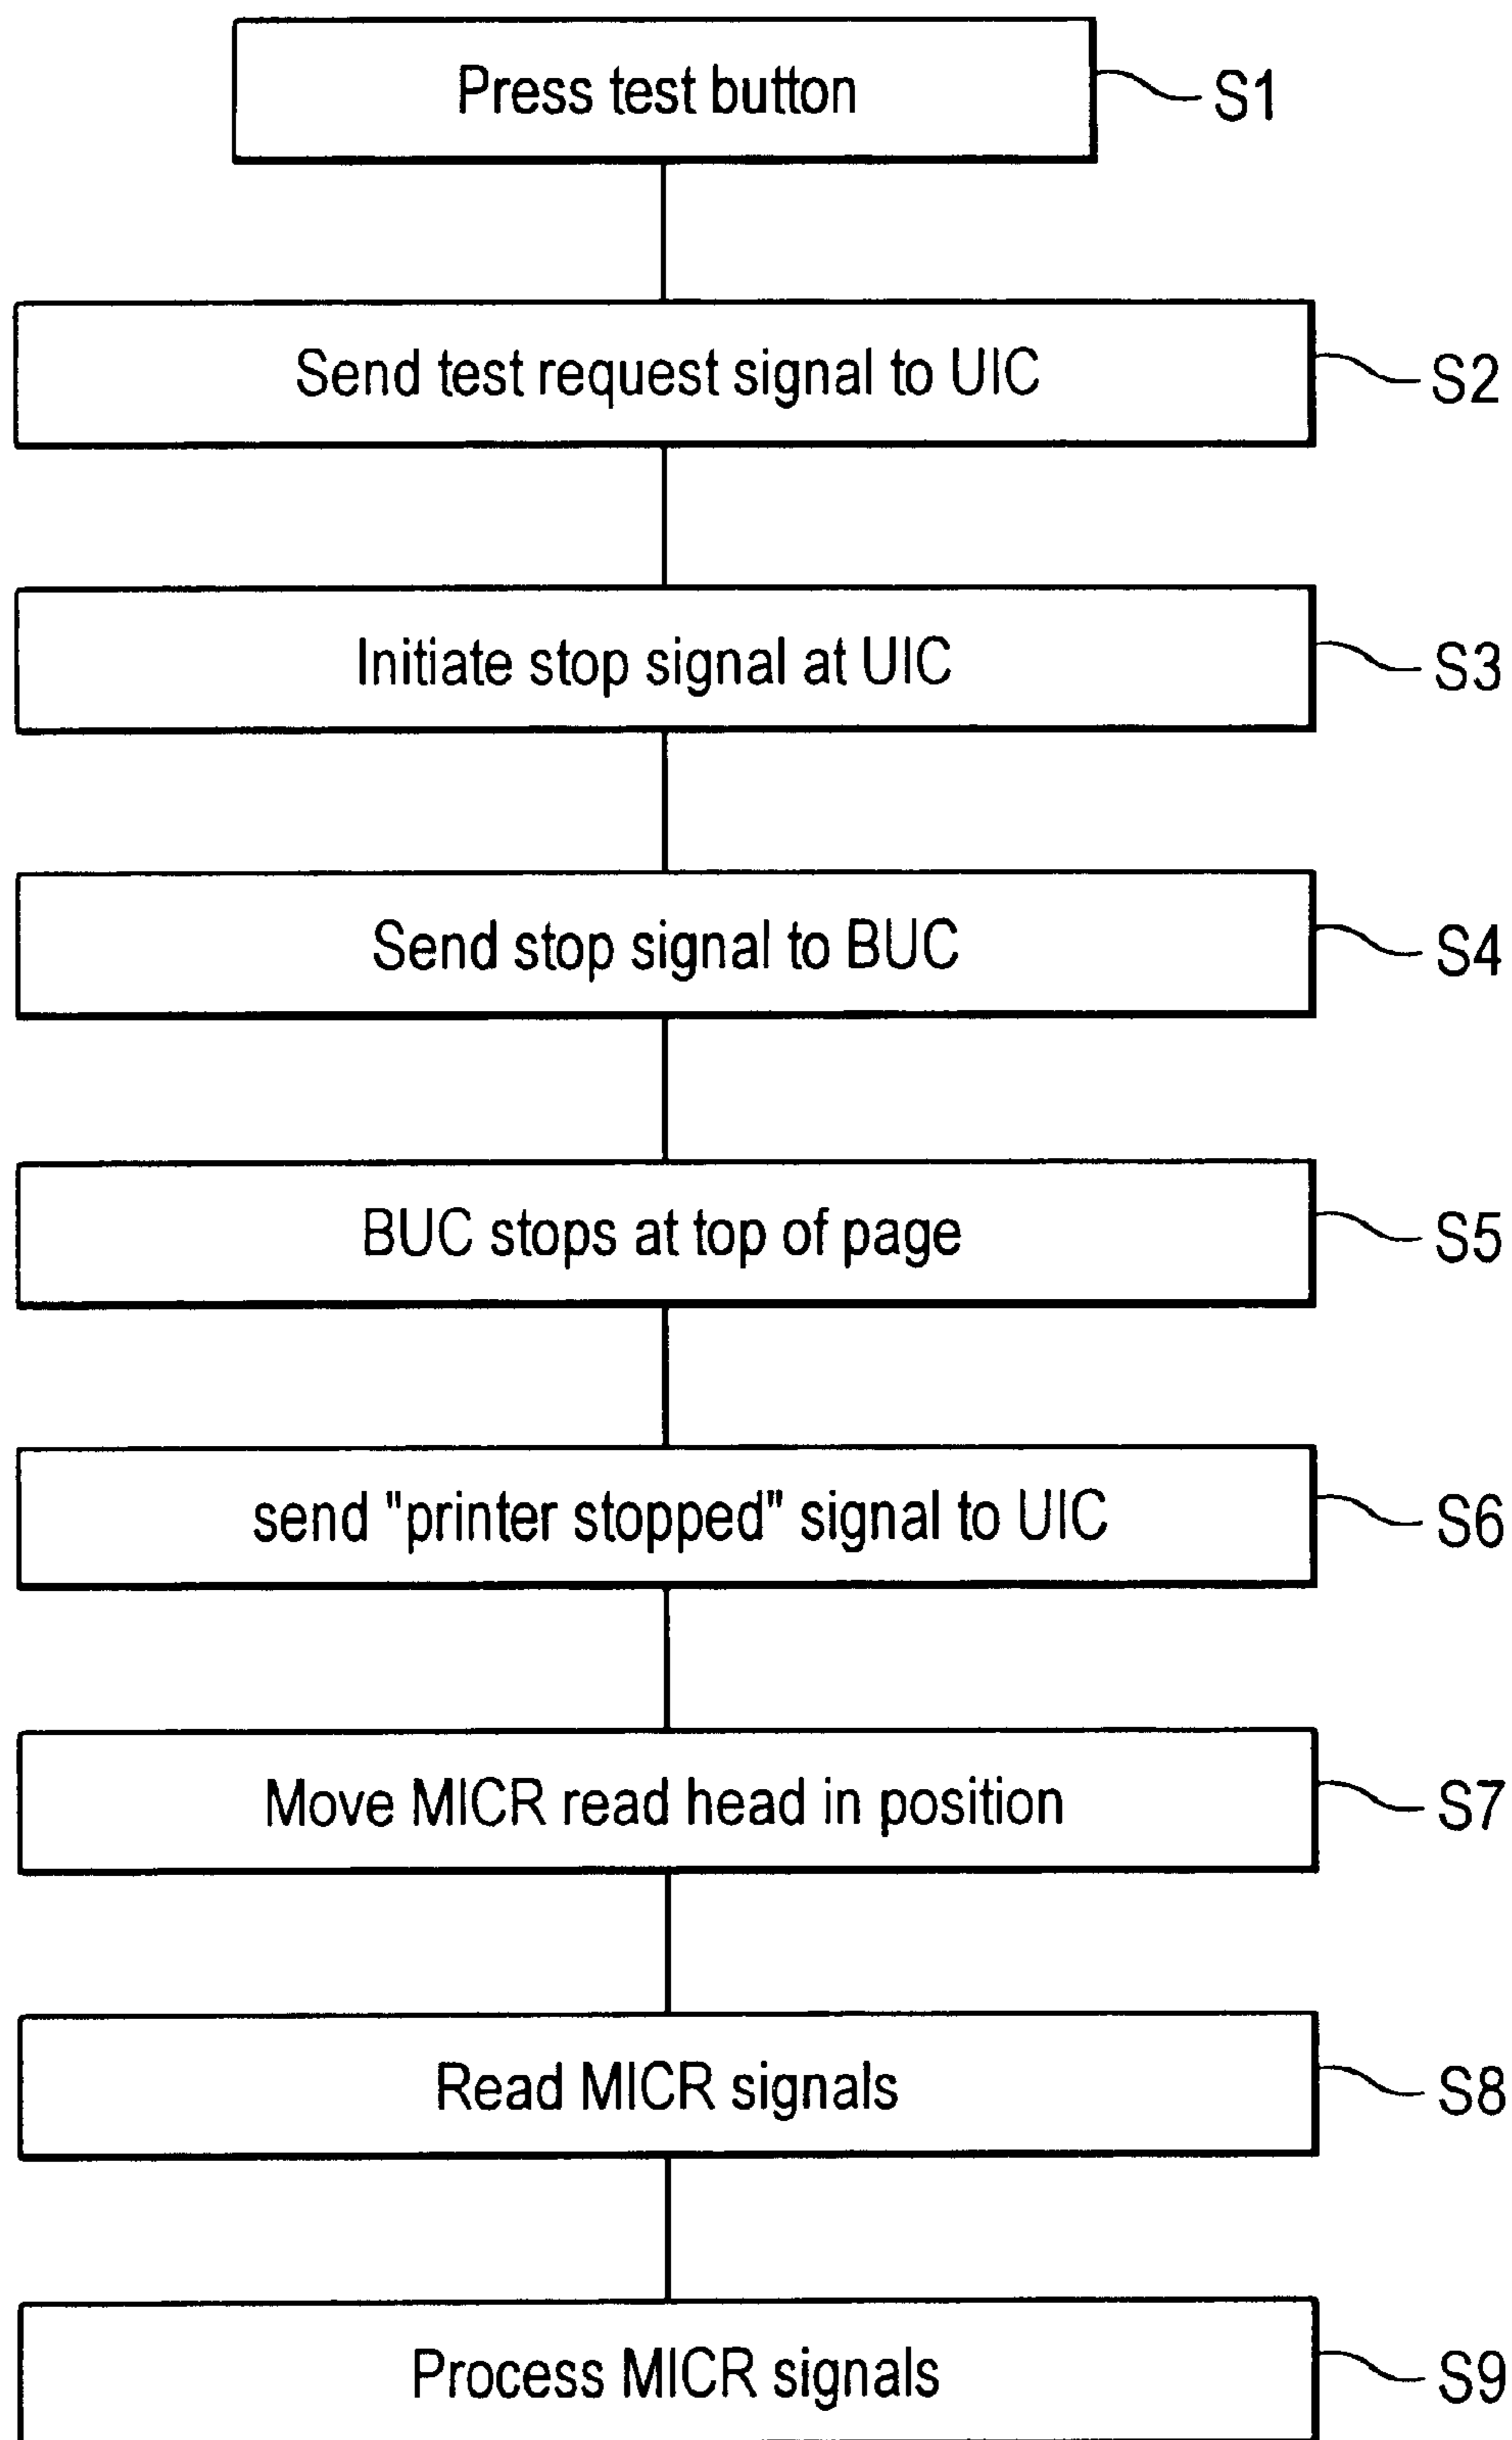 Press test button
S1
Send test request signal to UIC
S2
Initiate stop signal at UIC
S3
Send stop signal to BUC
S4
BUC stops at top of page
S5
send "printer stopped" signal to UIC
S6
Move MICR read head in position
S7
Read MICR signals
S8
Process MICR signals
S9